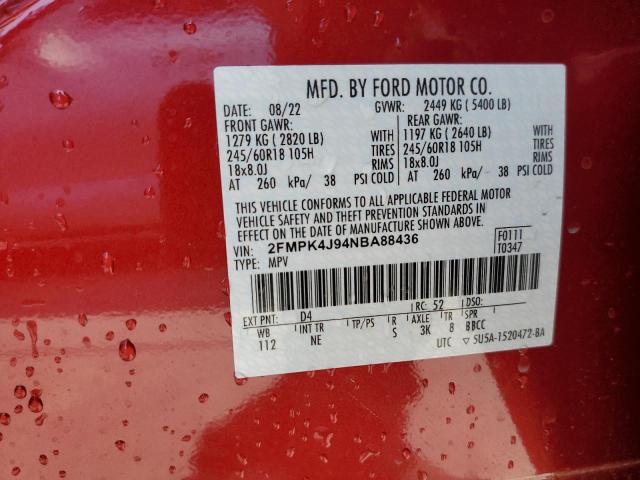 MFD. BY FORD MOTOR CO.
DATE: 08/22 GVWR: 2449 KG ( 5400 LB)
FRONT GAWR: REAR GAWR:
1279 KG ( 2820 LB) WITH 1197 KG ( 2640 LB) WITH
245/60R18 105H TIRES 245/60R18 105H TIRES
18x8.0J RIMS 18x8.0J RIMS
AT 260 kPa/ 38 PSI COLD AT 260 kPa/ 38 PSI COLD
THIS VEHICLE CONFORMS TO ALL APPLICABLE FEDERAL MOTOR
VEHICLE SAFETY AND THEFT PREVENTION STANDARDS IN
EFFECT ON THE DATE OF MANUFACTURE SHOWN ABOVE.
VIN: 2FMPK4J94NBA88436 F0111
TYPE: MPV T0347
EXT PNT: D4 RC: 52 DSO:
WB INT TR TP/PS R AXLE TR SPR
112 NE S 3K 8 BBCC
UTC ▽ 5U5A-1520472-BA